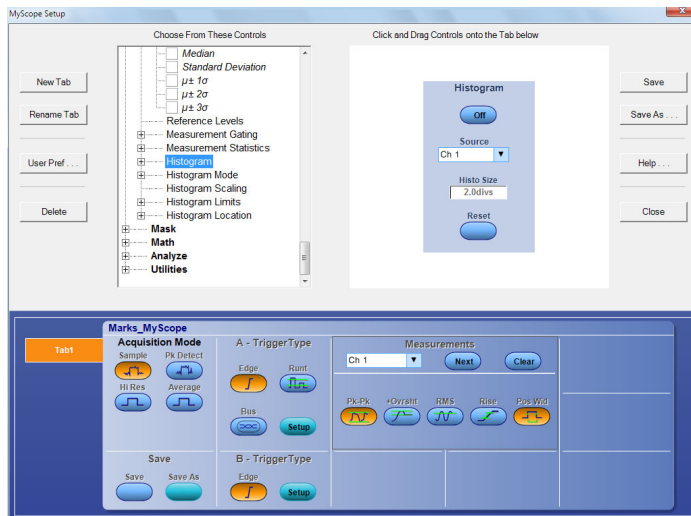 MyScope Setup
Choose From These Controls
Click and Drag Controls onto the Tab below
New Tab
Rename Tab
User Pref . . .
Delete
Median
Standard Deviation
μ± 1σ
μ± 2σ
μ± 3σ
Reference Levels
Measurement Gating
Measurement Statistics
Histogram
Histogram Mode
Histogram Scaling
Histogram Limits
Histogram Location
Mask
Math
Analyze
Utilities
Histogram
Off
Source
Ch 1
Histo Size
2.0divs
Reset
Save
Save As . . .
Help . . .
Close
Tab1
Marks_MyScope
Acquisition Mode
Sample Pk Detect
Hi Res Average
Save
Save Save As
A - TriggerType
Edge Runt
Bus
Setup
B - TriggerType
Edge
Setup
Measurements
Ch 1 Next Clear
Pk-Pk +Ovrsht RMS Rise Pos Wid